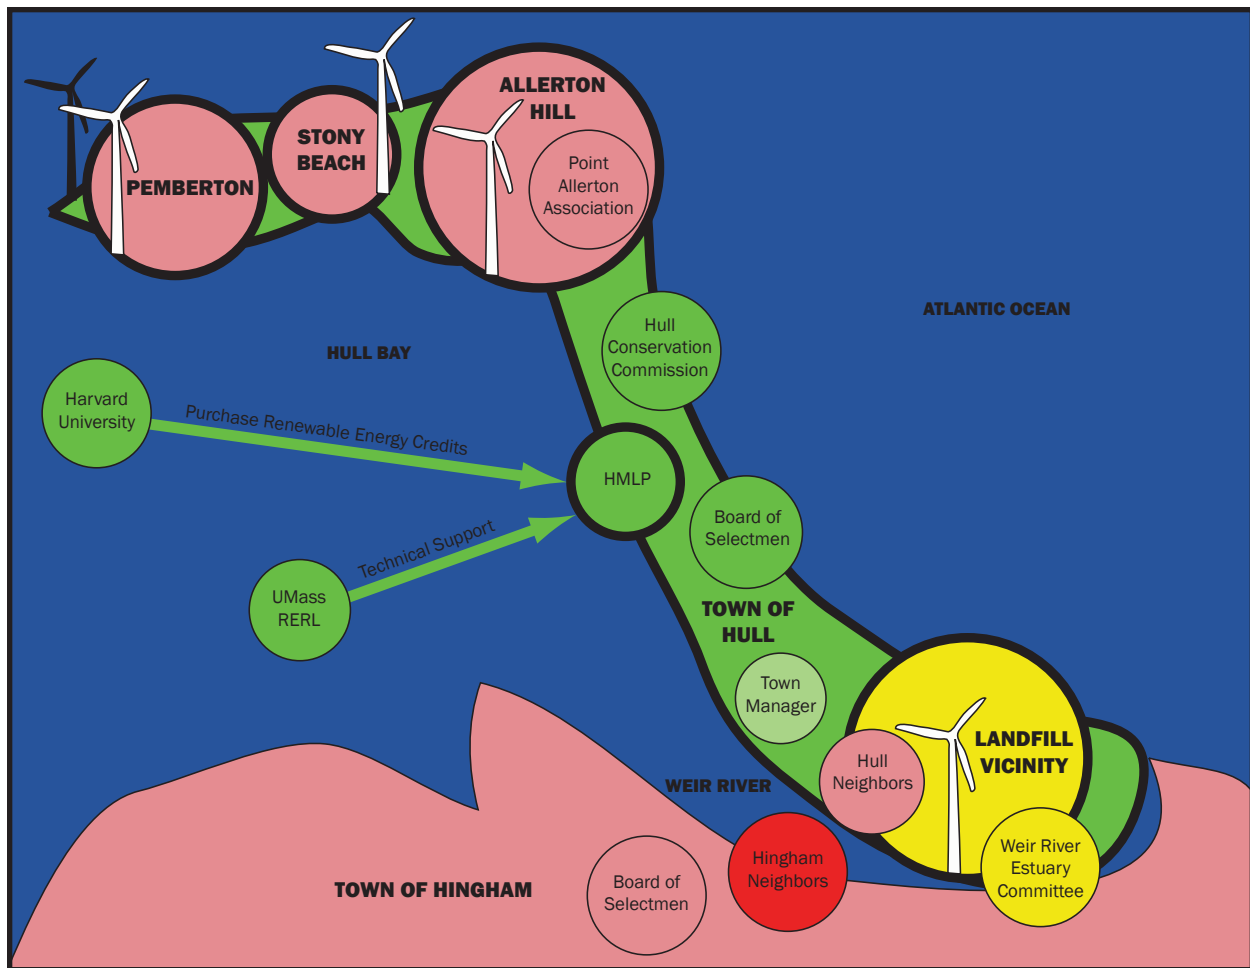 ALLERTON
HILL
STONY
BEACH
PEMBERTON
Point
Allerton
Association
ATLANTIC OCEAN
Hull
Conservation
Commission
HULL BAY
Harvard
University
Purchase Renewable Energy Credits
HMLP
Board of
Selectmen
Technical Support
UMass
RERL
TOWN OF
HULL
Town
Manager
LANDFILL
VICINITY
Hull
Neighbors
WEIR RIVER
Weir River
Estuary
Committee
Hingham
Neighbors
TOWN OF HINGHAM
Board of
Selectmen